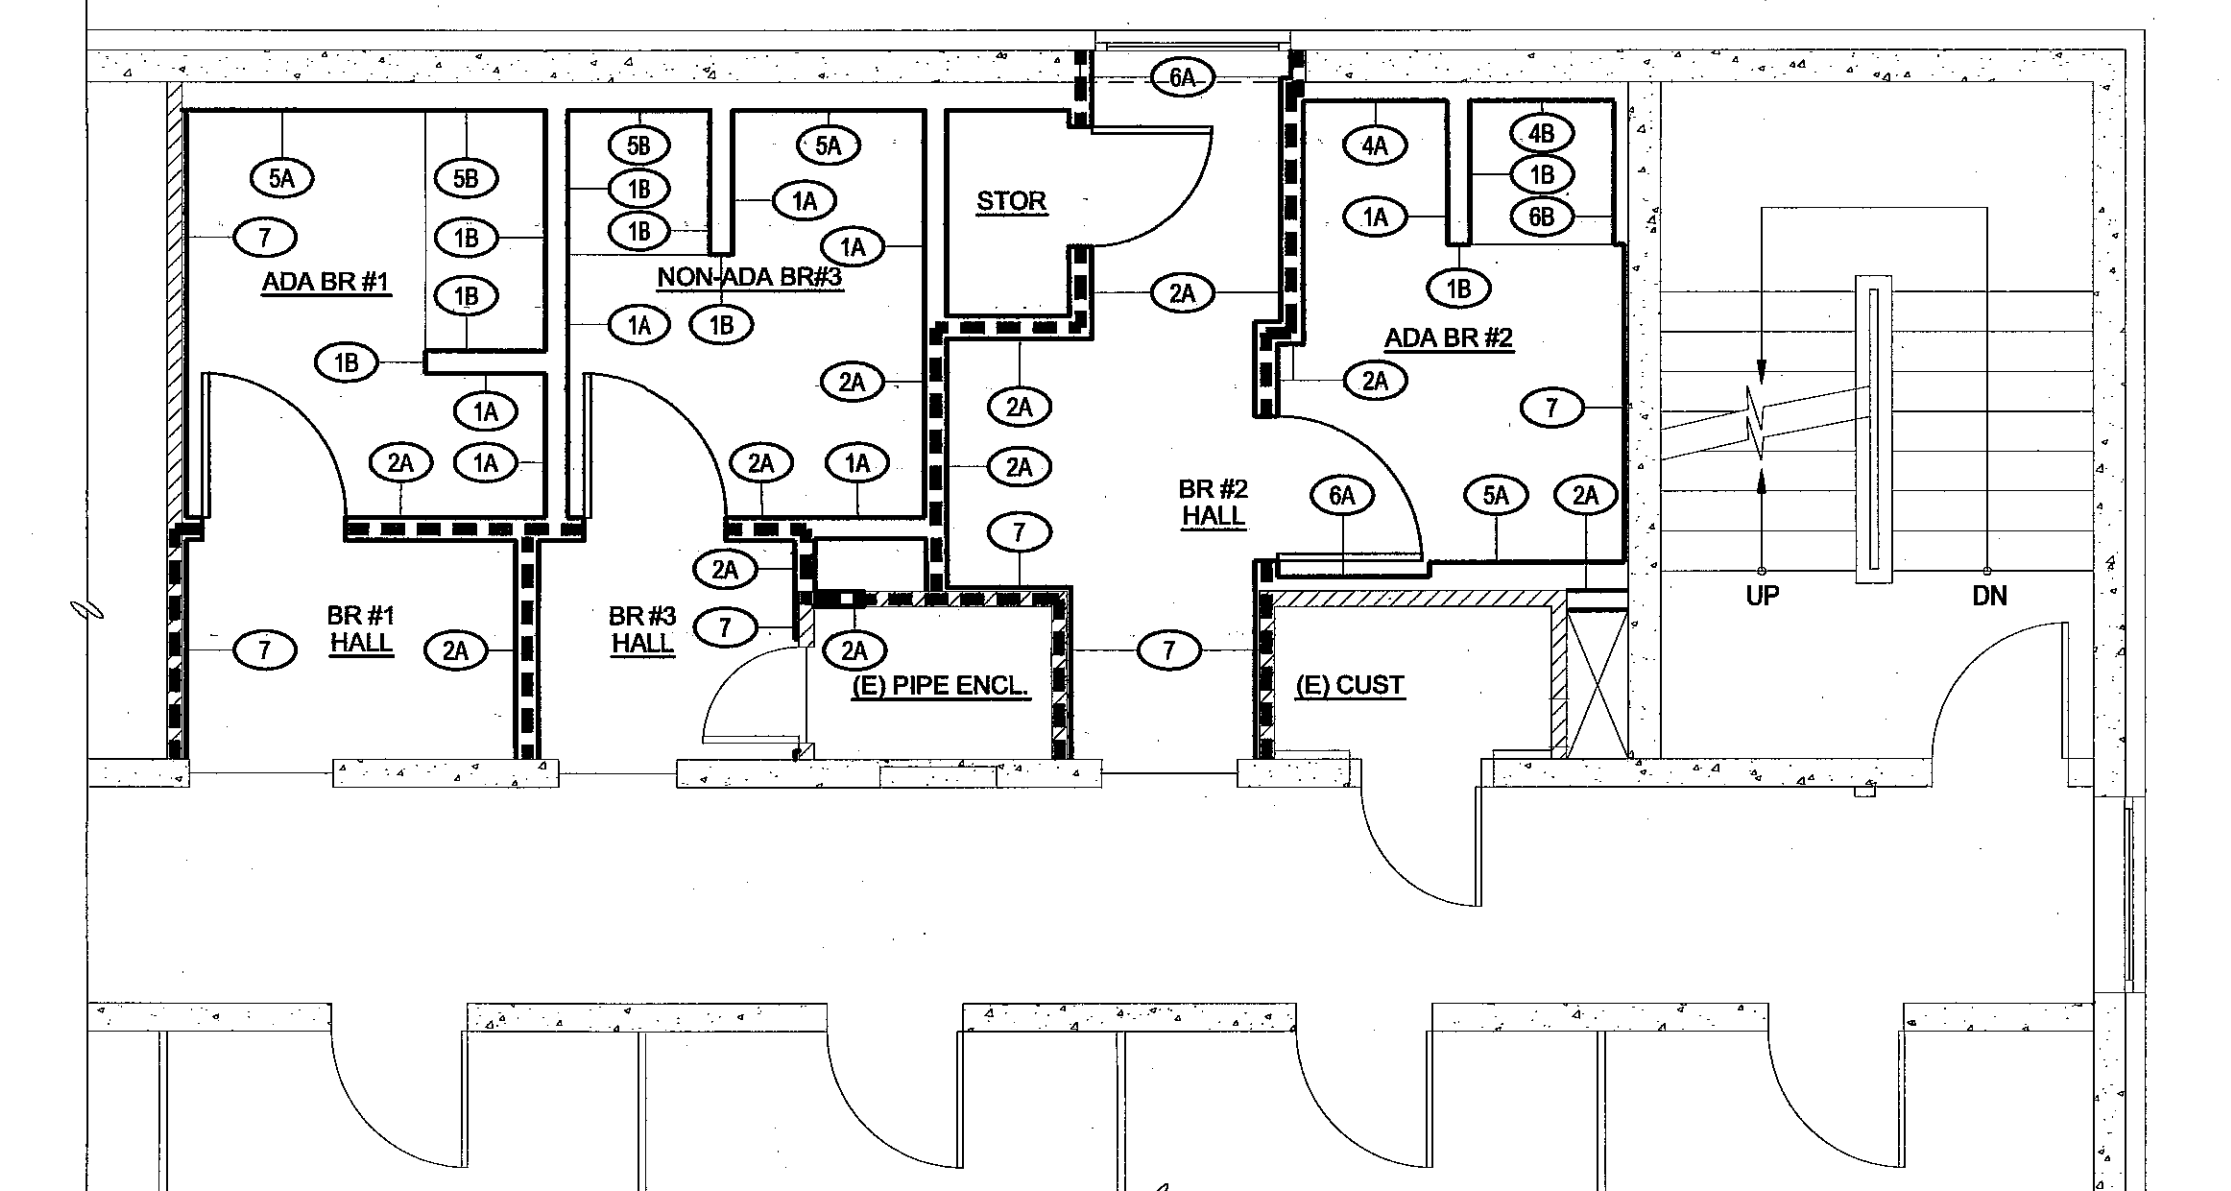 6A
5A
5B
7
1B
ADA BR #1
1B
1B
1A
2A
1A
5B
1B
1B
5A
1A
1A
NON-ADA BR#3
1A
1B
2A
2A
1A
STOR
2A
2A
2A
7
BR #2
HALL
4A
4B
1B
1A
6B
1B
ADA BR #2
2A
7
6A
5A
2A
UP
DN
BR #1
HALL
7
2A
BR #3
HALL
2A
7
2A
(E) PIPE ENCL.
7
(E) CUST